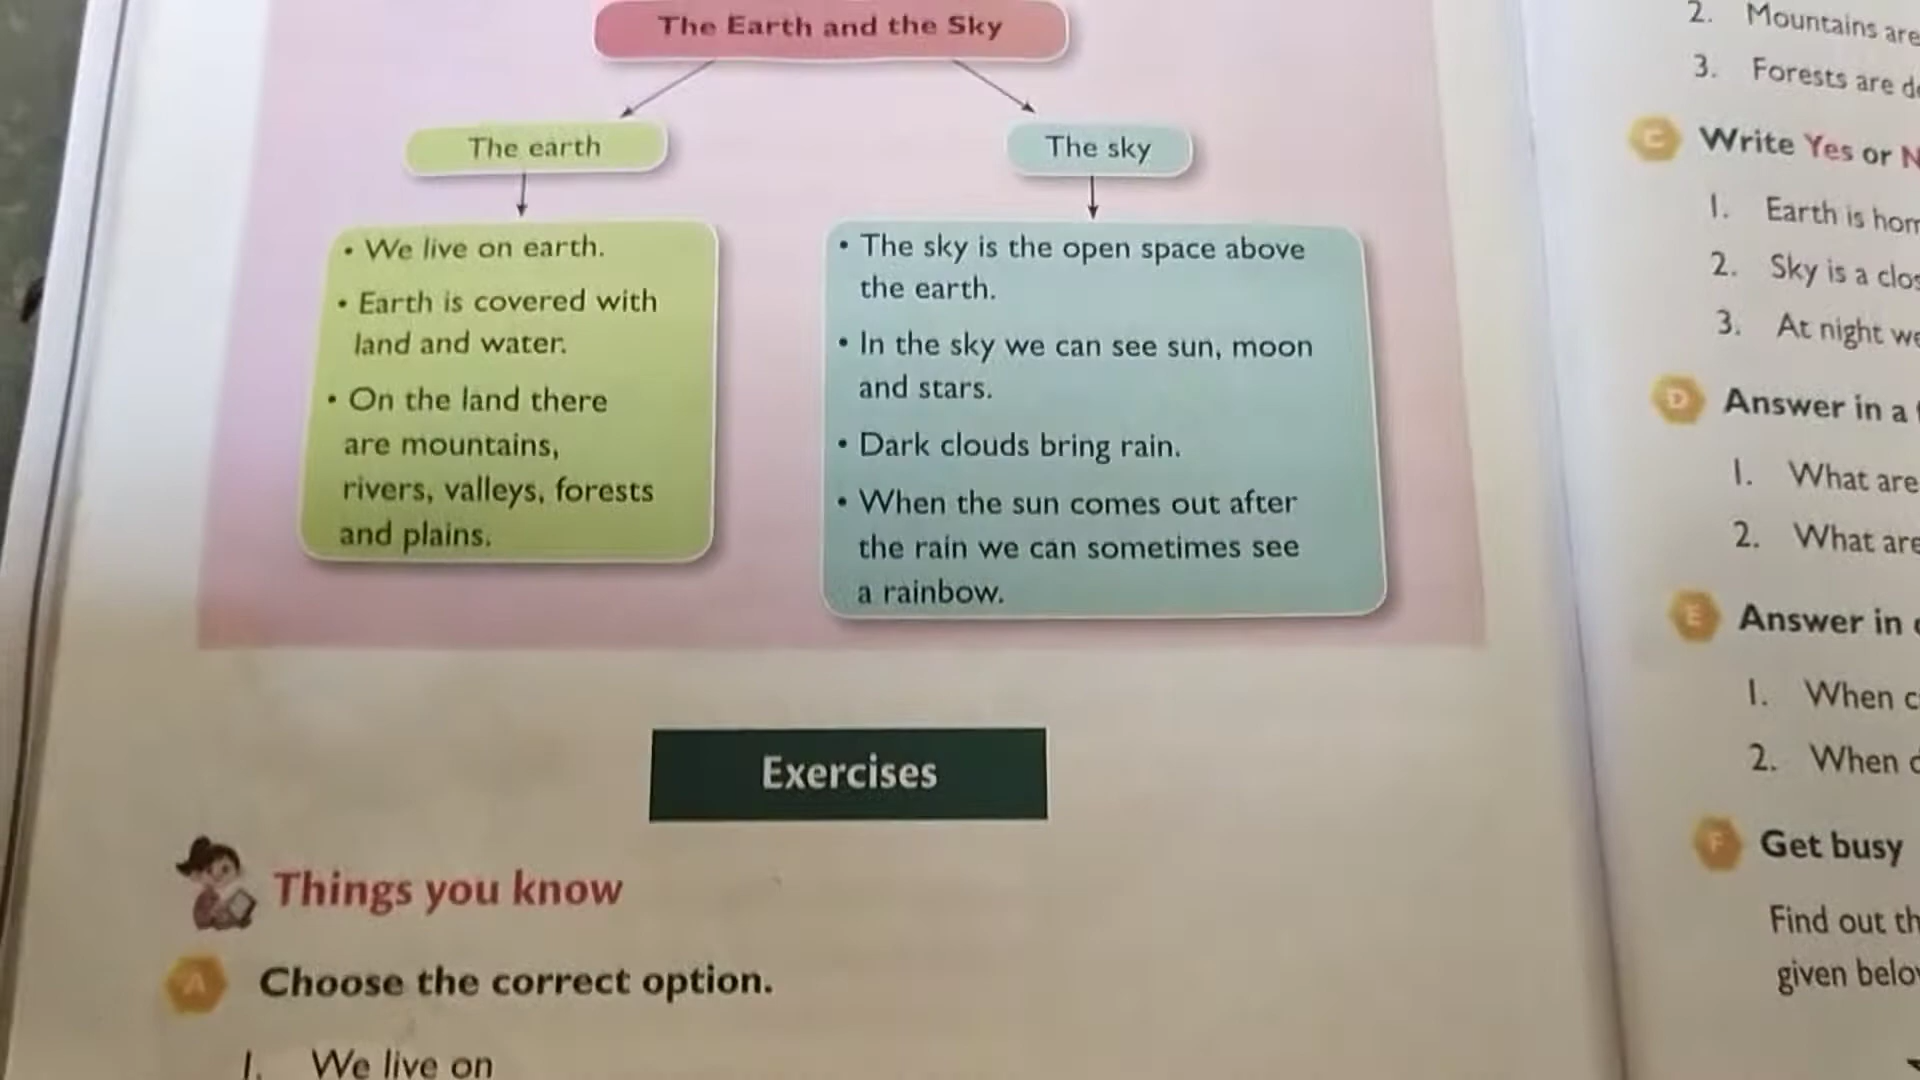 The Earth and the Sky
The earth
• We live on earth.
• Earth is covered with
land and water.
• On the land there
are mountains,
rivers, valleys, forests
and plains.
The sky
• The sky is the open space above
the earth.
• In the sky we can see sun, moon
and stars.
• Dark clouds bring rain.
• When the sun comes out after
the rain we can sometimes see
a rainbow.
Exercises
Things you know
A Choose the correct option.
1. We live on
2. Mountains are
3. Forests are
C Write Yes or
1. Earth is
2. Sky is a
3. At night
D Answer in a
1. What are
2. What are
E Answer in
1. When
2. When
F Get busy
Find out
given